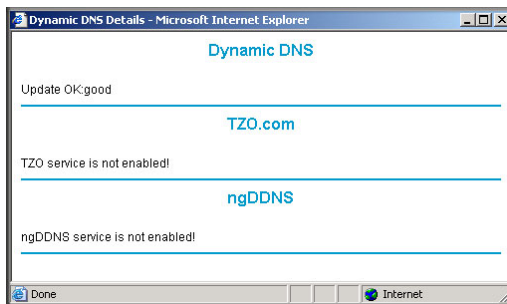 Dynamic DNS Details - Microsoft Internet Explorer
Dynamic DNS
Update OK:good
TZO.com
TZO service is not enabled!
ngDDNS
ngDDNS service is not enabled!
Done
Internet